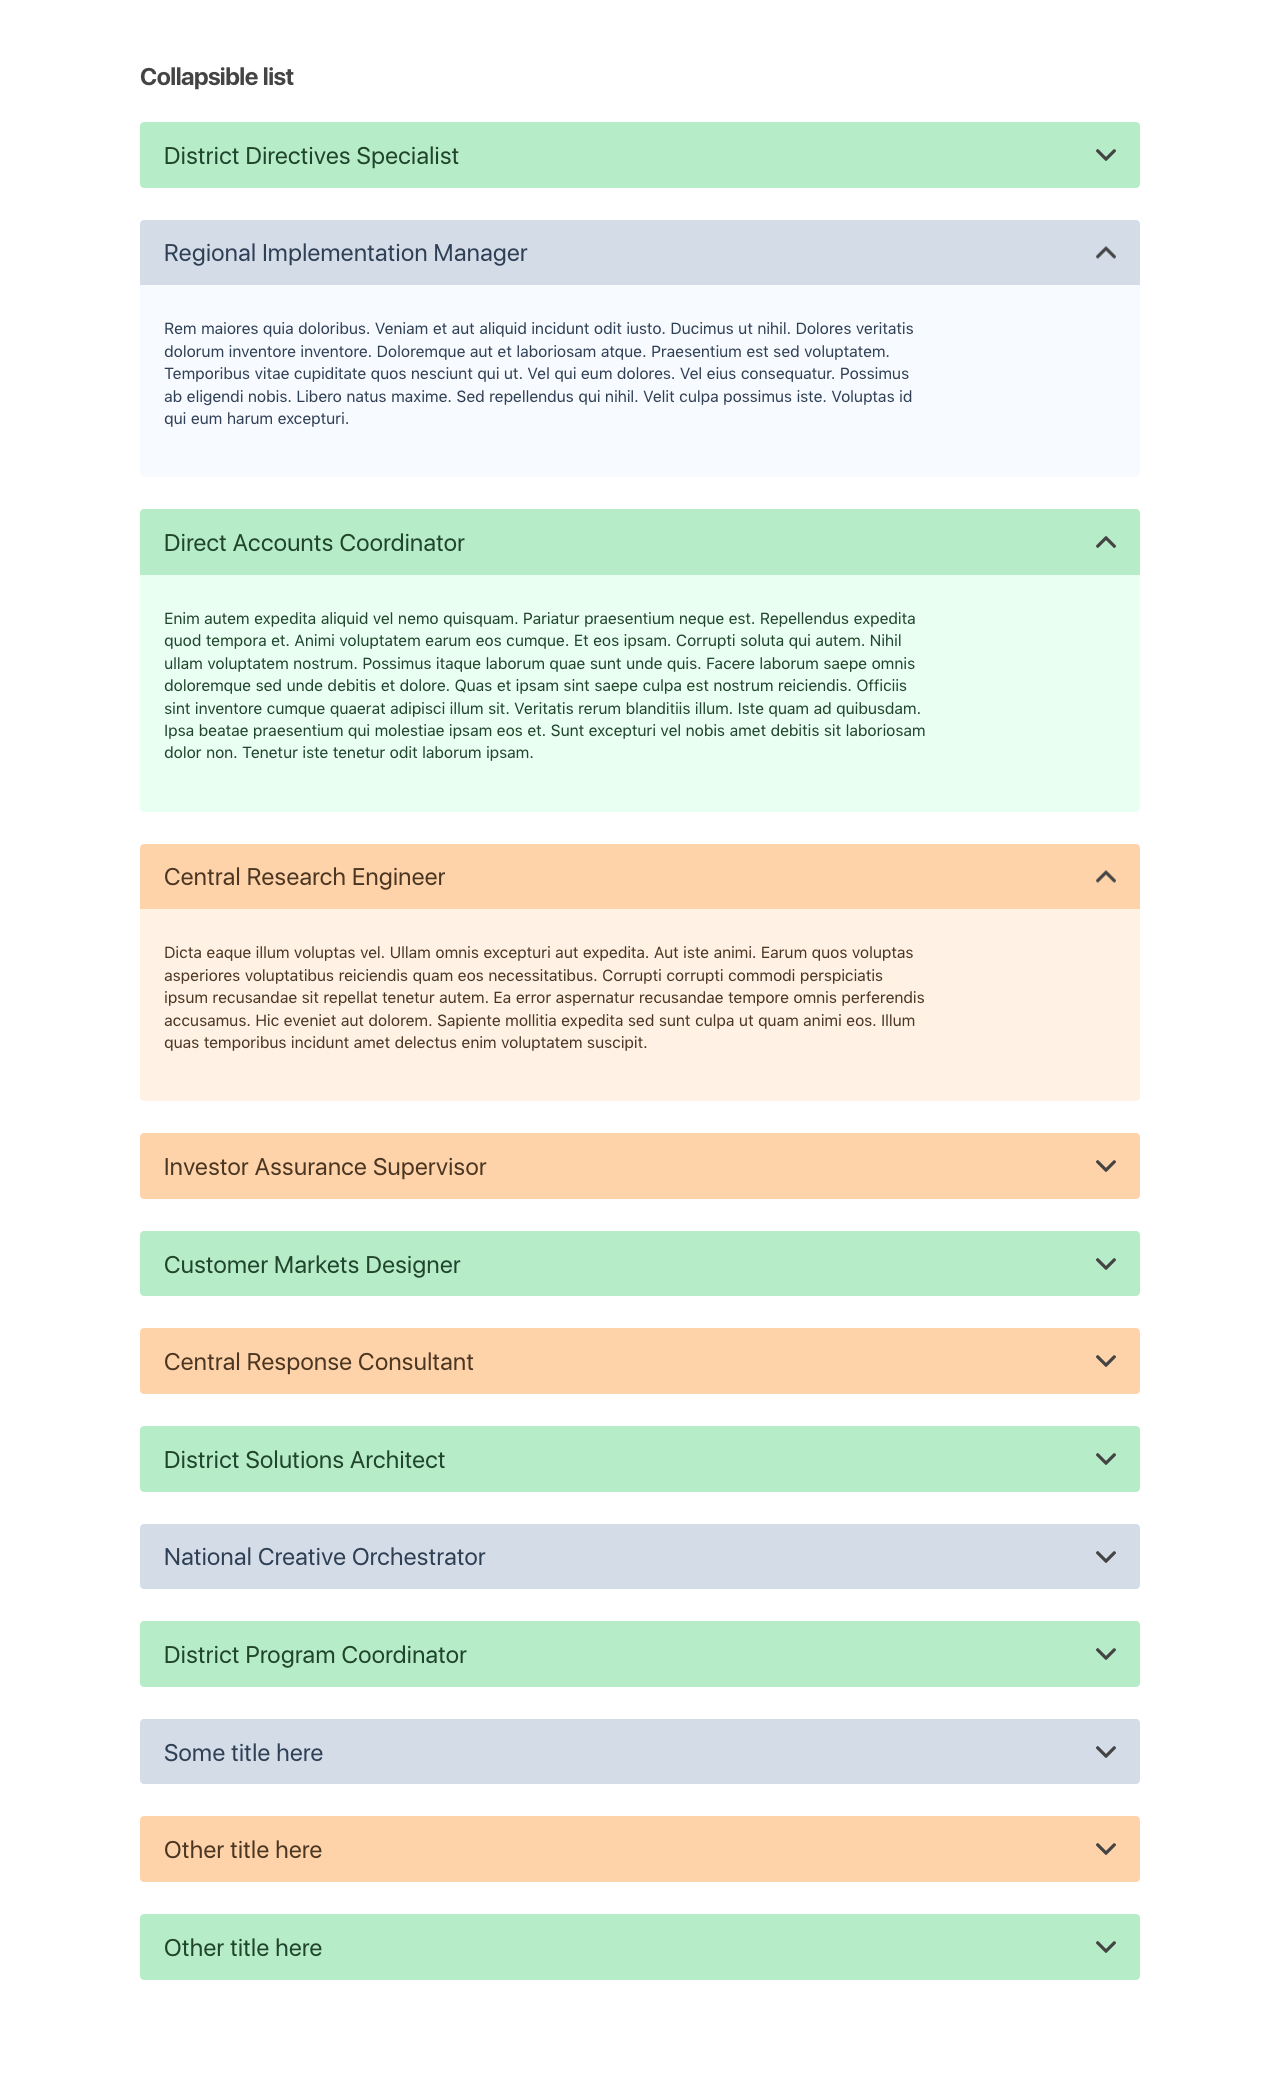 Collapsible list
District Directives Specialist
Regional Implementation Manager
Rem maiores quia doloribus. Veniam et aut aliquid incidunt odit iusto. Ducimus ut nihil. Dolores veritatis
dolorum inventore inventore. Doloremque aut et laboriosam atque. Praesentium est sed voluptatem.
Temporibus vitae cupiditate quos nesciunt qui ut. Vel qui eum dolores. Vel eius consequatur. Possimus
ab eligendi nobis. Libero natus maxime. Sed repellendus qui nihil. Velit culpa possimus iste. Voluptas id
qui eum harum excepturi.
Direct Accounts Coordinator
Enim autem expedita aliquid vel nemo quisquam. Pariatur praesentium neque est. Repellendus expedita
quod tempora et. Animi voluptatem earum eos cumque. Et eos ipsam. Corrupti soluta qui autem. Nihil
ullam voluptatem nostrum. Possimus itaque laborum quae sunt unde quis. Facere laborum saepe omnis
doloremque sed unde debitis et dolore. Quas et ipsam sint saepe culpa est nostrum reiciendis. Officiis
sint inventore cumque quaerat adipisci illum sit. Veritatis rerum blanditiis illum. Iste quam ad quibusdam.
Ipsa beatae praesentium qui molestiae ipsam eos et. Sunt excepturi vel nobis amet debitis sit laboriosam
dolor non. Tenetur iste tenetur odit laborum ipsam.
Central Research Engineer
Dicta eaque illum voluptas vel. Ullam omnis excepturi aut expedita. Aut iste animi. Earum quos voluptas
asperiores voluptatibus reiciendis quam eos necessitatibus. Corrupti corrupti commodi perspiciatis
ipsum recusandae sit repellat tenetur autem. Ea error aspernatur recusandae tempore omnis perferendis
accusamus. Hic eveniet aut dolorem. Sapiente mollitia expedita sed sunt culpa ut quam animi eos. Illum
quas temporibus incidunt amet delectus enim voluptatem suscipit.
Investor Assurance Supervisor
Customer Markets Designer
Central Response Consultant
District Solutions Architect
National Creative Orchestrator
District Program Coordinator
Some title here
Other title here
Other title here